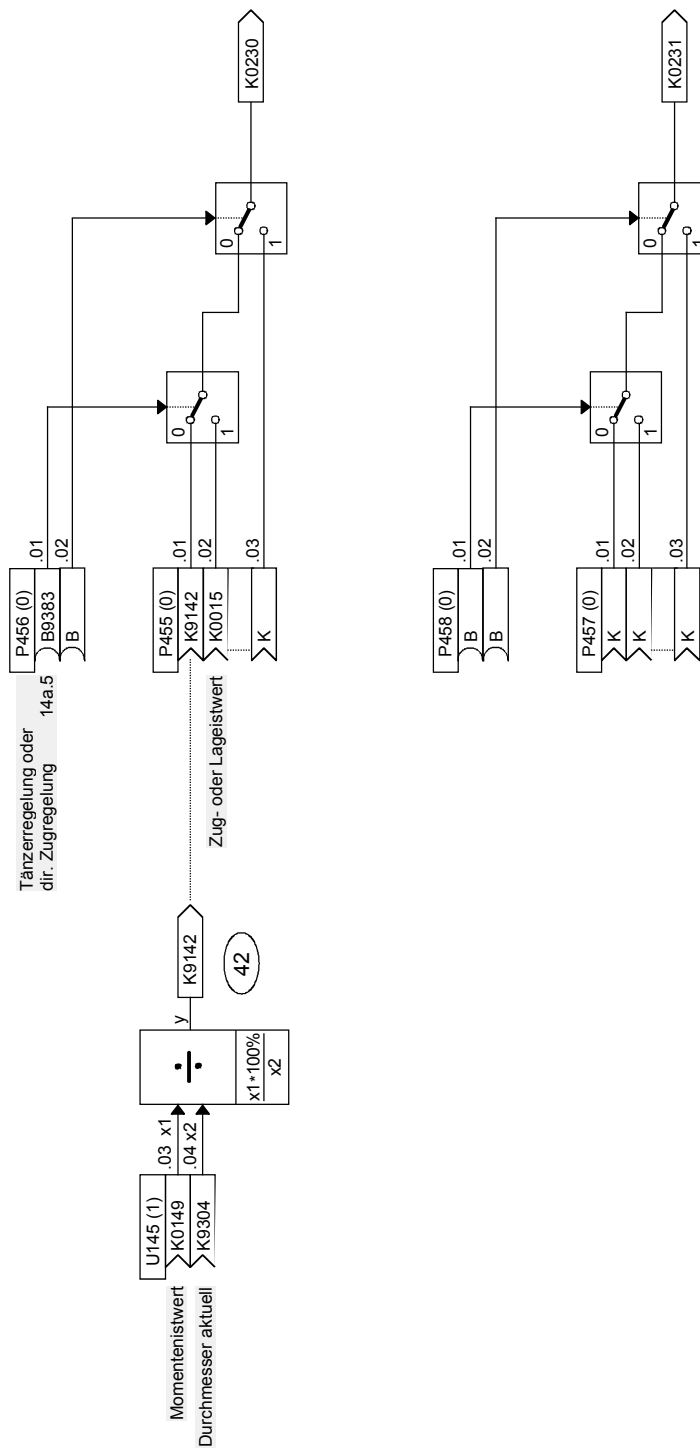 Tänzerregelung oder
dir. Zugregelung 14a.5
P456 (0)
B9383 .01
B .02
Momentenistwert
Durchmesser aktuell
U145 (1)
K0149 .03 x1
K9304 .04 x2
x1*100%
x2
y
K9142
42
Zug- oder Lageistwert
P455 (0)
K9142 .01
K0015 .02
K .03
0
1
0
1
K0230
P458 (0)
B .01
B .02
P457 (0)
K .01
K .02
K .03
0
1
0
1
K0231